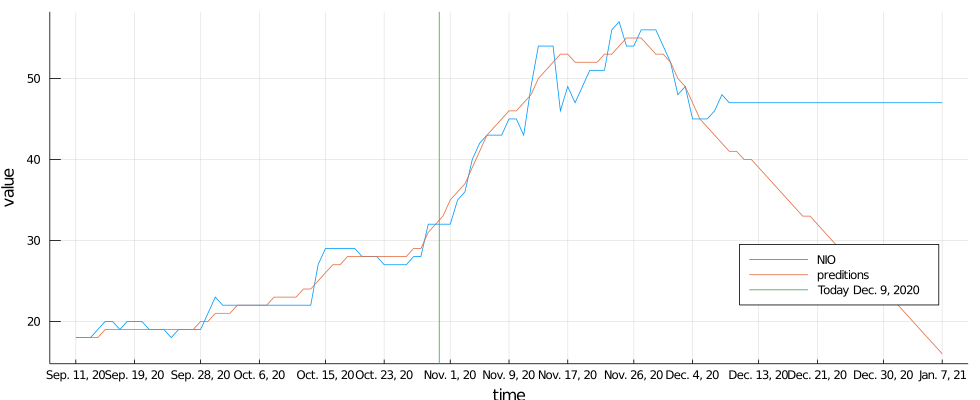 50
40
30
20
value
NIO
preditions
Today Dec. 9, 2020
Sep. 11, 20 Sep. 19, 20 Sep. 28, 20 Oct. 6, 20 Oct. 15, 20 Oct. 23, 20 Nov. 1, 20 Nov. 9, 20 Nov. 17, 20 Nov. 26, 20 Dec. 4, 20 Dec. 13, 20 Dec. 21, 20 Dec. 30, 20 Jan. 7, 21
time